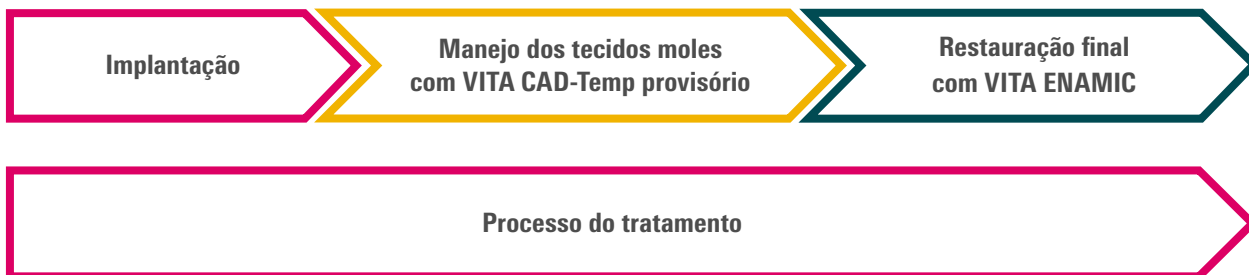 Implantação
Manejo dos tecidos moles
com VITA CAD-Temp provisório
Restauração final
com VITA ENAMIC
Processo do tratamento